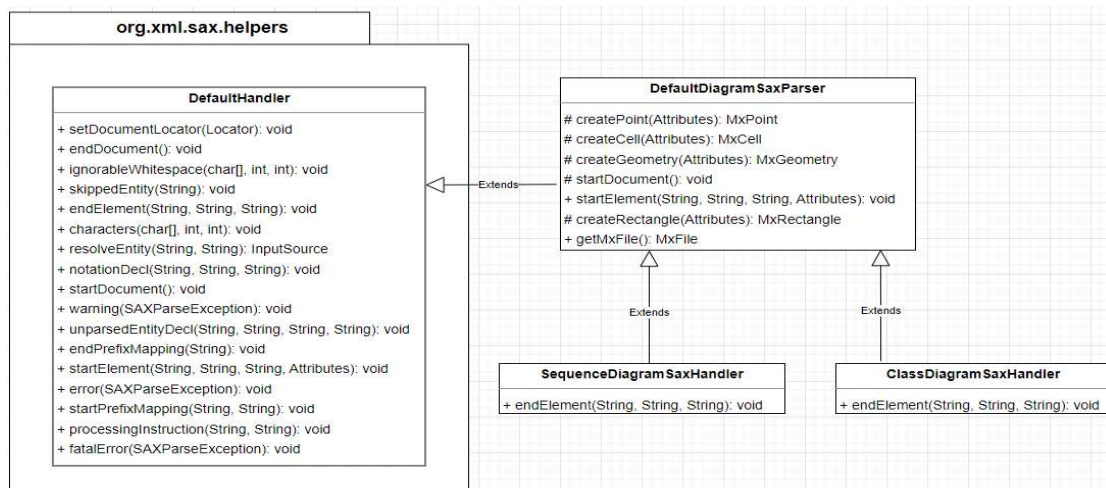 org.xml.sax.helpers
DefaultHandler
+ setDocumentLocator(Locator): void
+ endDocument(): void
+ ignorableWhitespace(char[], int, int): void
+ skippedEntity(String): void
+ endElement(String, String, String): void
+ characters(char[], int, int): void
+ resolveEntity(String, String): InputSource
+ notationDecl(String, String, String): void
+ startDocument(): void
+ warning(SAXParseException): void
+ unparsedEntityDecl(String, String, String, String): void
+ endPrefixMapping(String): void
+ startElement(String, String, String, Attributes): void
+ error(SAXParseException): void
+ startPrefixMapping(String, String): void
+ processingInstruction(String, String): void
+ fatalError(SAXParseException): void
Extends
DefaultDiagramSaxParser
# createPoint(Attributes): MxPoint
# createCell(Attributes): MxCell
# createGeometry(Attributes): MxGeometry
# startDocument(): void
+ startElement(String, String, String, Attributes): void
# createRectangle(Attributes): MxRectangle
+ getMxFile(): MxFile
Extends
Extends
SequenceDiagramSaxHandler
+ endElement(String, String, String): void
ClassDiagramSaxHandler
+ endElement(String, String, String): void